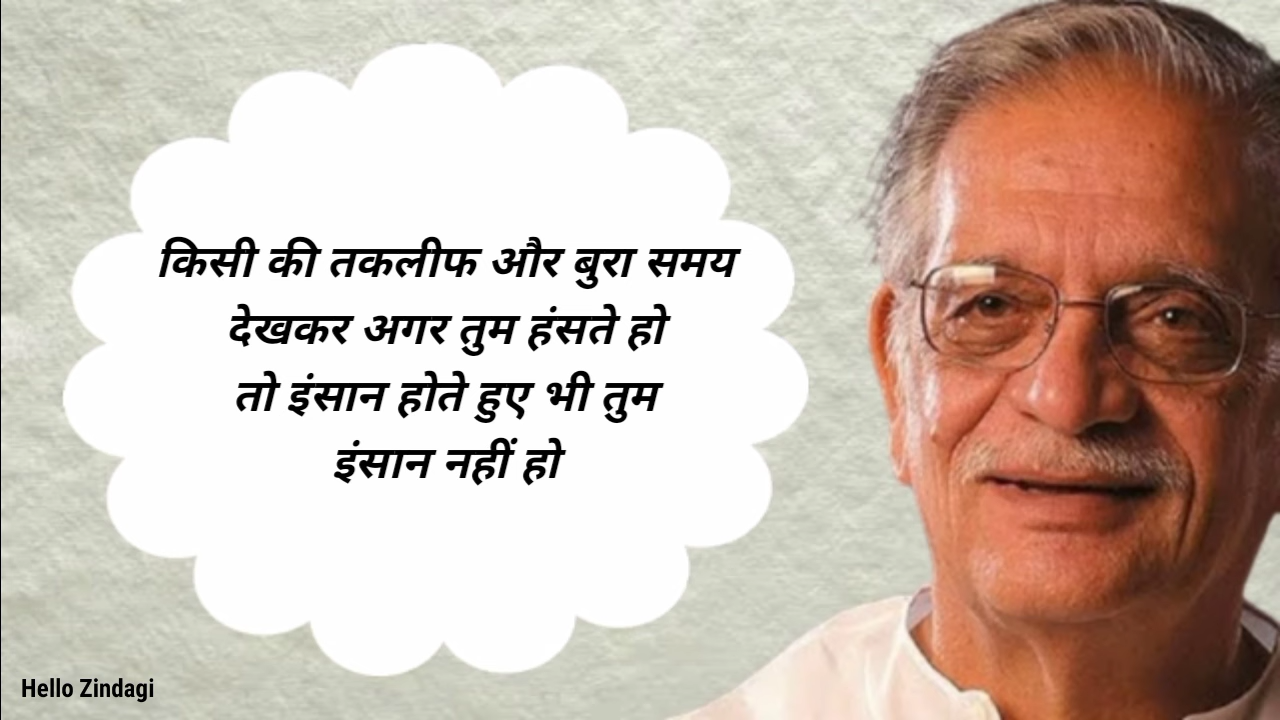 किसी की तकलीफ और बुरा समय
देखकर अगर तुम हंसते हो
तो इंसान होते हुए भी तुम
इंसान नहीं हो
Hello Zindagi